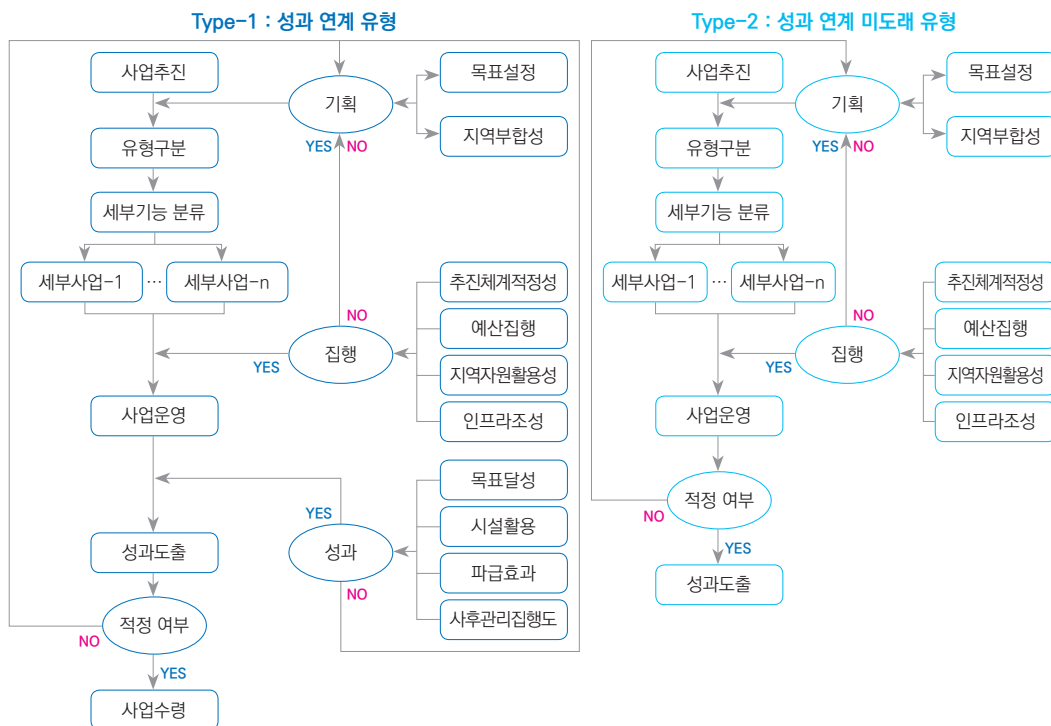 Type-1 : 성과 연계 유형
사업추진
기획
목표설정
지역부합성
YES NO
유형구분
세부기능 분류
세부사업-1 … 세부사업-n
추진체계적정성
예산집행
지역자원활용성
인프라조성
NO
집행
YES
사업운영
목표달성
시설활용
파급효과
사후관리집행도
YES
성과
NO
성과도출
적정 여부
NO
YES
사업수령
Type-2 : 성과 연계 미도래 유형
사업추진
기획
목표설정
지역부합성
YES NO
유형구분
세부기능 분류
세부사업-1 … 세부사업-n
추진체계적정성
예산집행
지역자원활용성
인프라조성
NO
집행
YES
사업운영
적정 여부
NO
YES
성과도출